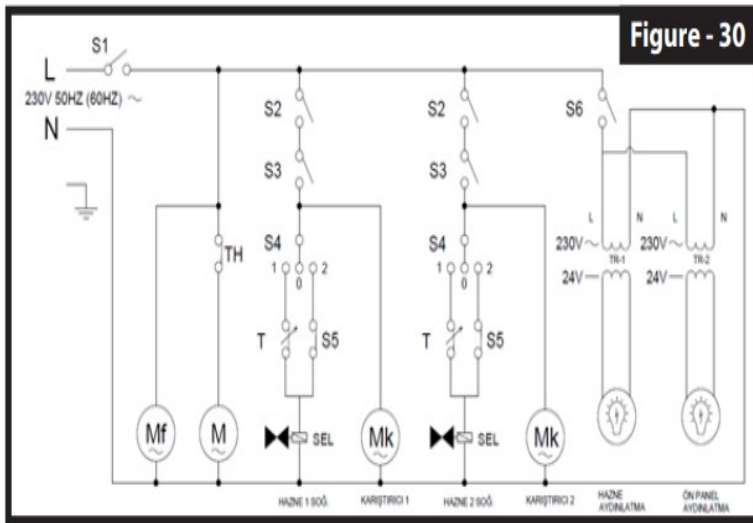 Figure - 30
S1
L
230V 50HZ (60HZ) ~
N
S2
S3
S4
1 0 2
T
S5
TH
Mf
M
SEL
Mk
S2
S3
S4
1 0 2
T
S5
SEL
Mk
S6
L N L N
230V~ TR-1 230V~ TR-2
24V~ 24V~
HAZNE 1 SOĞ.
KARIŞTIRICI 1
HAZNE 2 SOĞ.
KARIŞTIRICI 2
HAZNE
AYDINLATMA
ÖN PANEL
AYDINLATMA